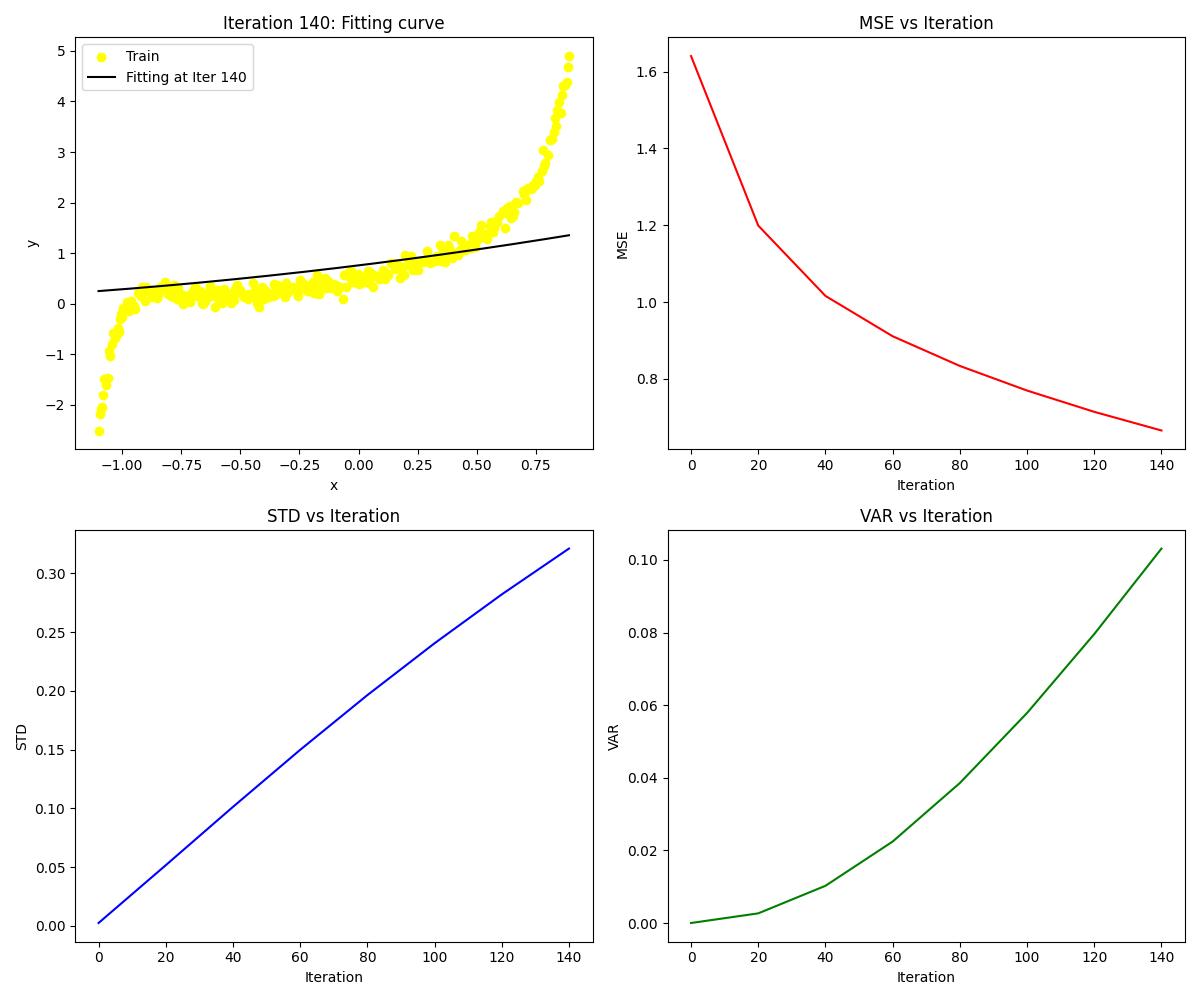 Iteration 140: Fitting curve
Train
Fitting at Iter 140
5
4
3
2
1
0
−1
−2
y
−1.00 −0.75 −0.50 −0.25 0.00 0.25 0.50 0.75
x
MSE vs Iteration
1.6
1.4
1.2
1.0
0.8
MSE
0 20 40 60 80 100 120 140
Iteration
STD vs Iteration
0.30
0.25
0.20
0.15
0.10
0.05
0.00
STD
0 20 40 60 80 100 120 140
Iteration
VAR vs Iteration
0.10
0.08
0.06
0.04
0.02
0.00
VAR
0 20 40 60 80 100 120 140
Iteration